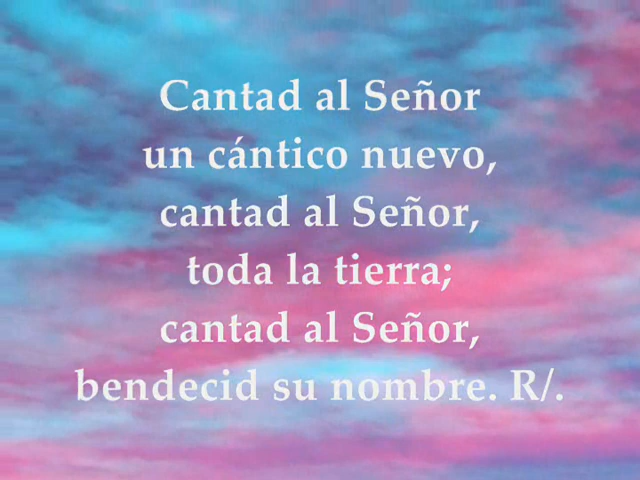 Cantad al Señor
un cántico nuevo,
cantad al Señor,
toda la tierra;
cantad al Señor,
bendecid su nombre. R/.